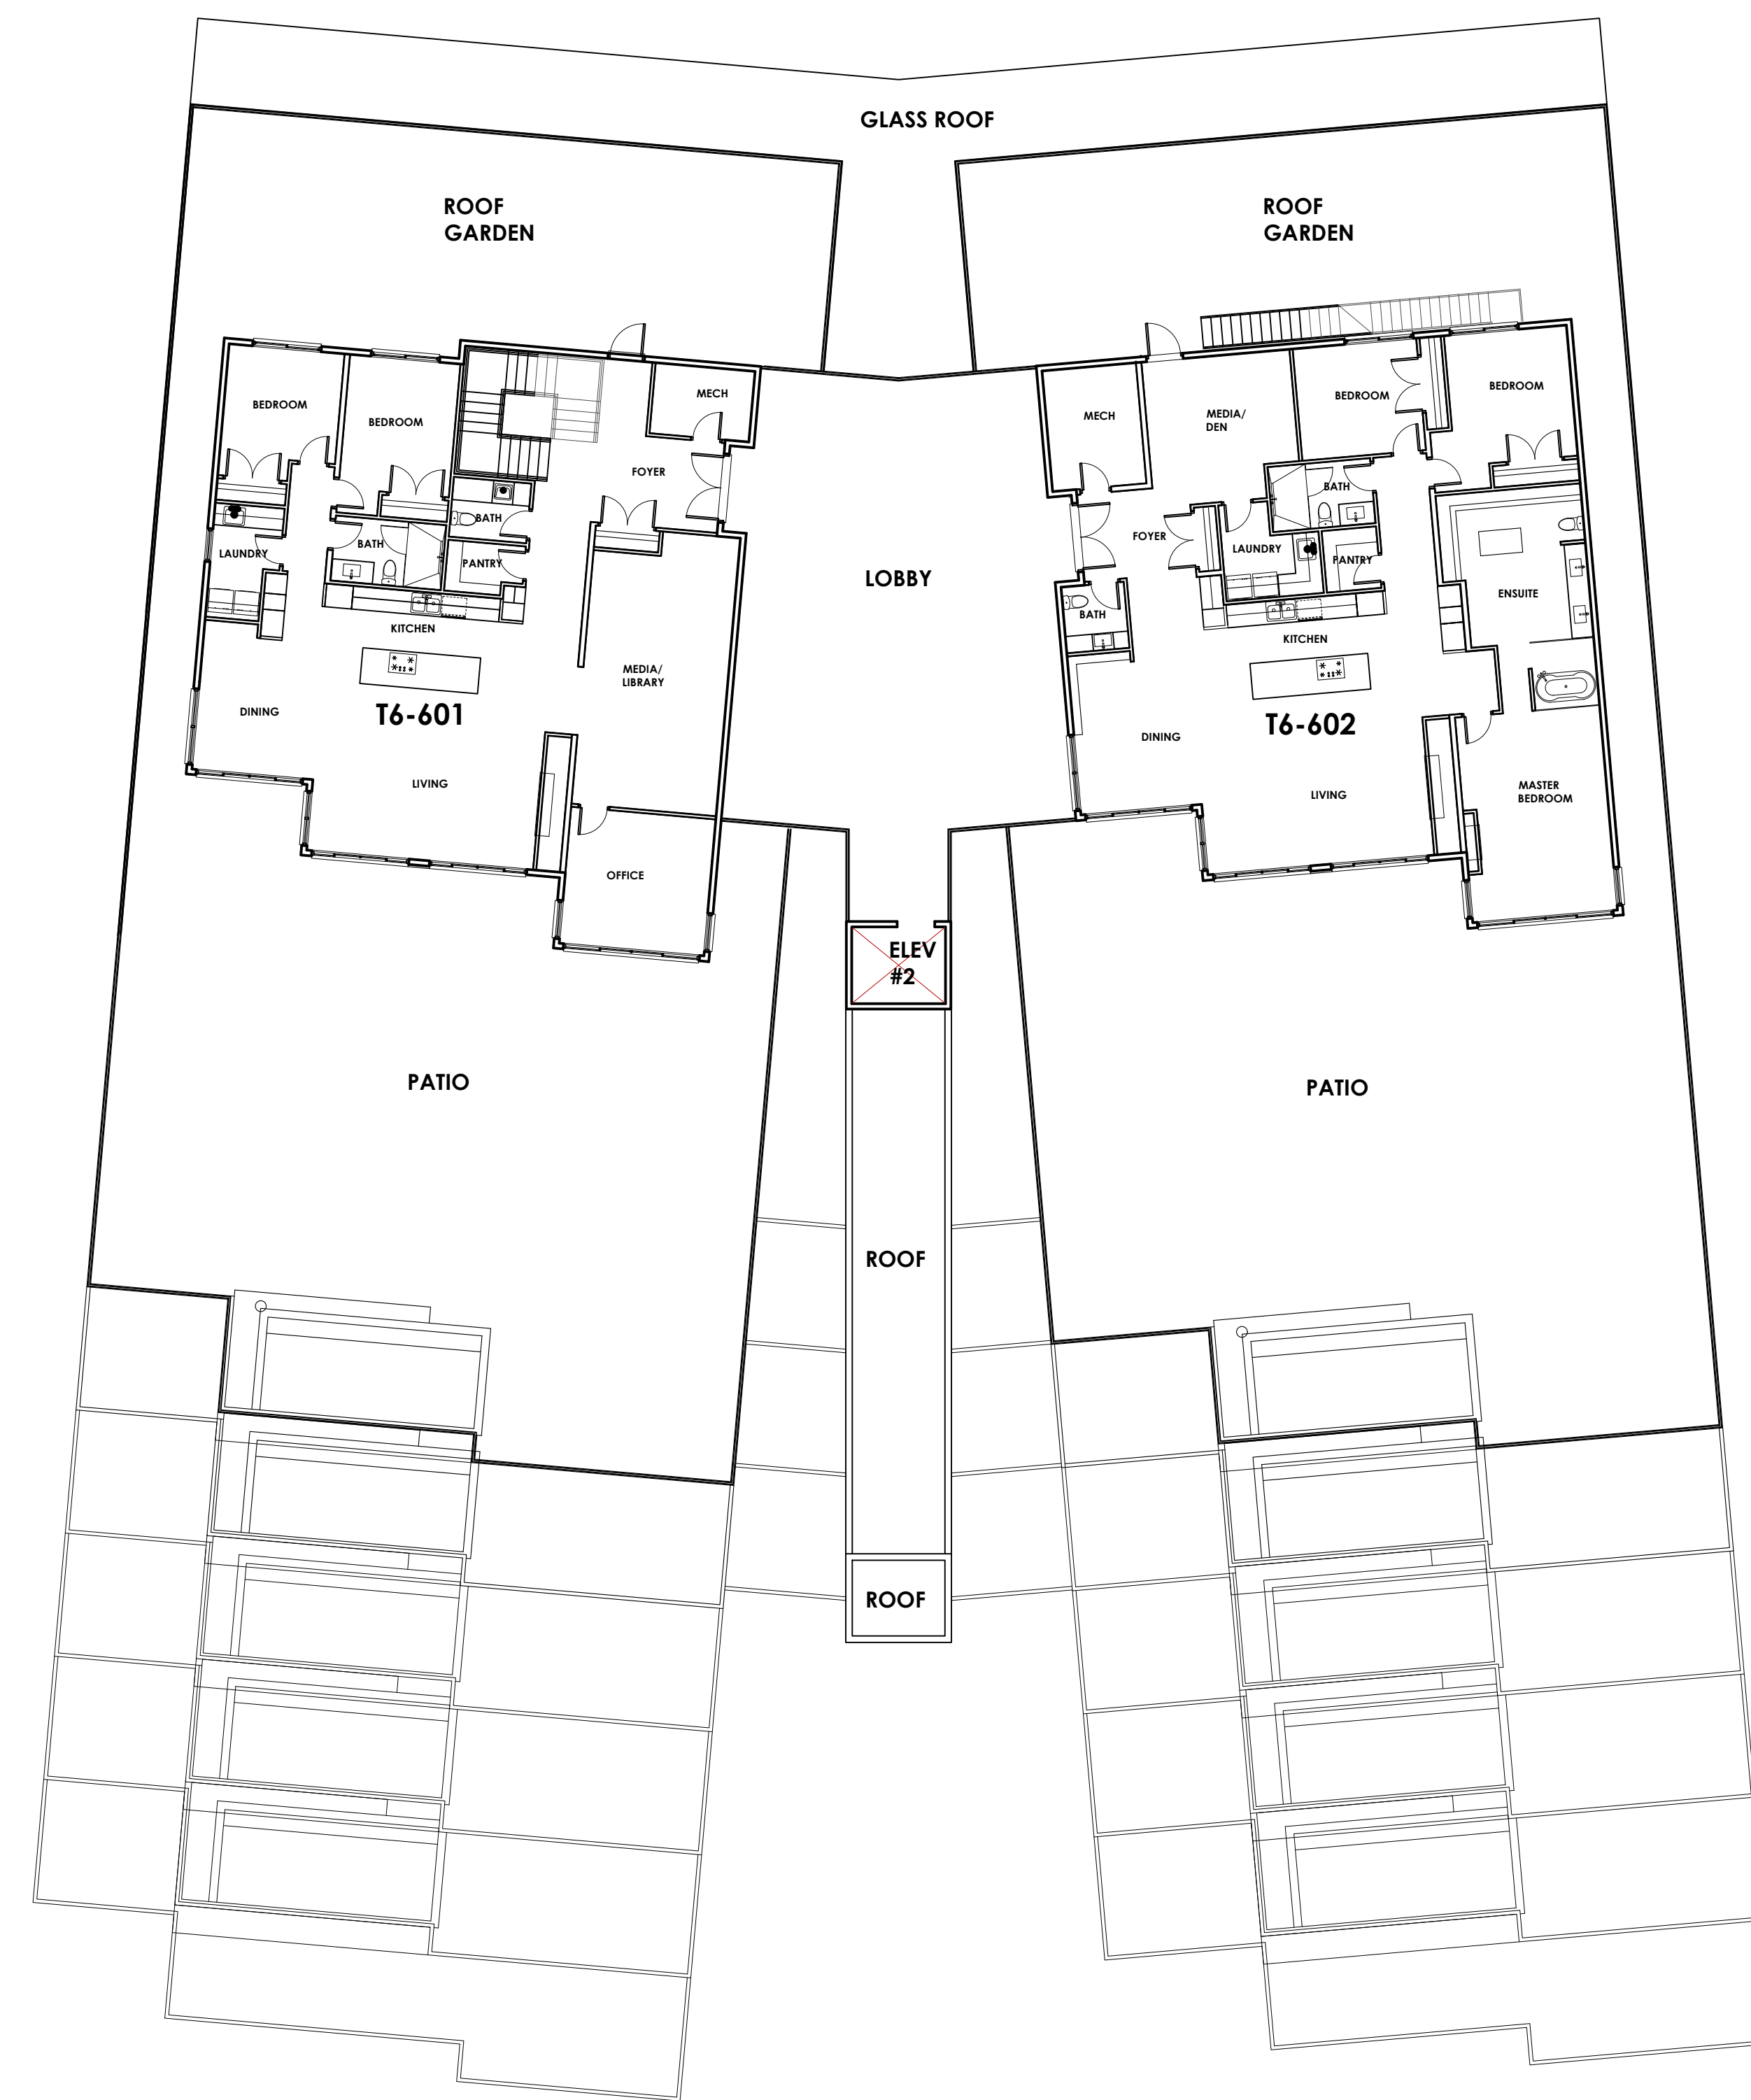 GLASS ROOF
ROOF
GARDEN
ROOF
GARDEN
BEDROOM
BEDROOM
MECH
FOYER
BATH
BATH
LAUNDRY
PANTRY
KITCHEN
MEDIA/
LIBRARY
DINING
T6-601
LIVING
OFFICE
LOBBY
MECH
MEDIA/
DEN
BEDROOM
BEDROOM
BATH
FOYER
LAUNDRY
PANTRY
ENSUITE
BATH
KITCHEN
T6-602
DINING
LIVING
MASTER
BEDROOM
ELEV
#2
PATIO
PATIO
ROOF
ROOF